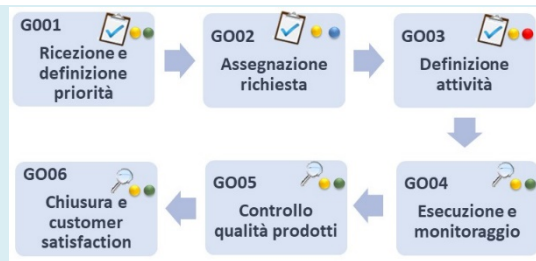 G001
Ricezione e
definizione
priorità
GO02
Assegnazione
richiesta
GO03
Definizione
attività
GO04
Esecuzione e
monitoraggio
GO05
Controllo
qualità prodotti
GO06
Chiusura e
customer
satisfaction